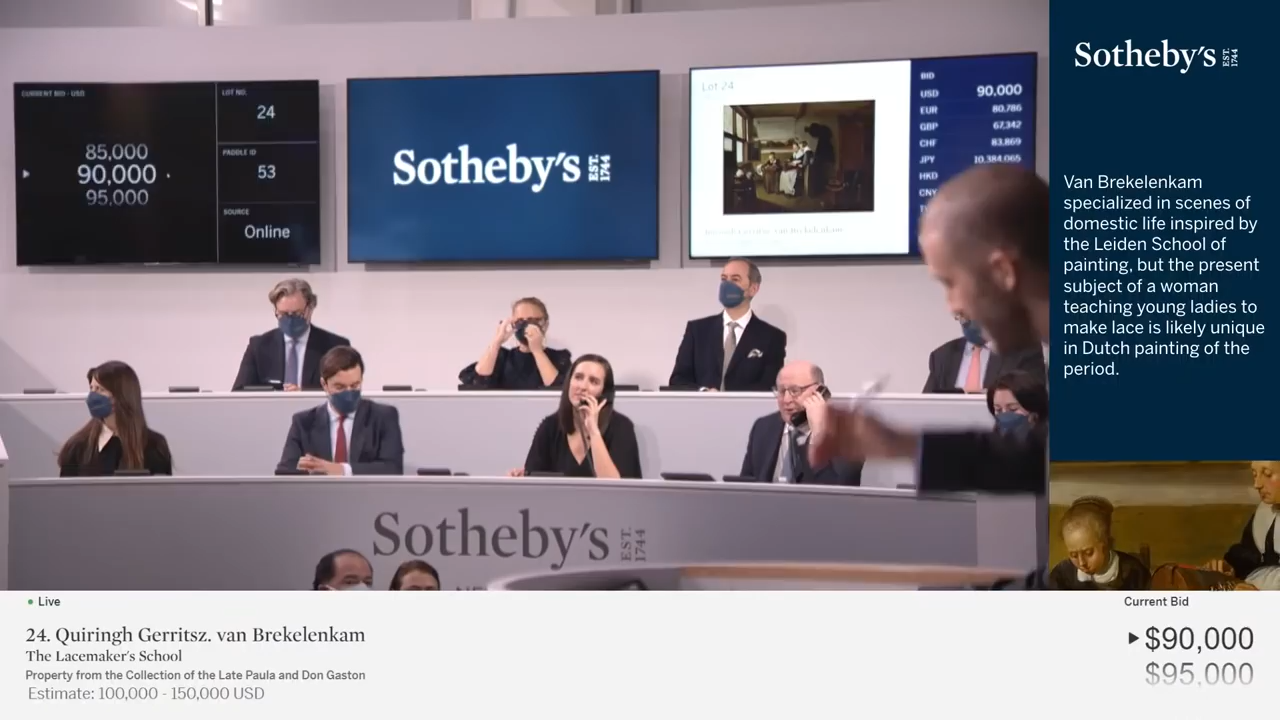 CURRENT BID - USD
85,000
90,000
95,000
LOT NO.
24
PADDLE ID
53
SOURCE
Online
Sotheby's EST. 1744
Lot 24
Quiringh Gerritsz. van Brekelenkam
BID
USD 90,000
EUR 80,786
GBP 67,342
CHF 83,869
JPY 10,384,065
HKD
CNY
Sotheby's EST. 1744
Sotheby's EST. 1744
Van Brekelenkam
specialized in scenes of
domestic life inspired by
the Leiden School of
painting, but the present
subject of a woman
teaching young ladies to
make lace is likely unique
in Dutch painting of the
period.
Live
24. Quiringh Gerritsz. van Brekelenkam
The Lacemaker's School
Property from the Collection of the Late Paula and Don Gaston
Estimate: 100,000 - 150,000 USD
Current Bid
$90,000
$95,000